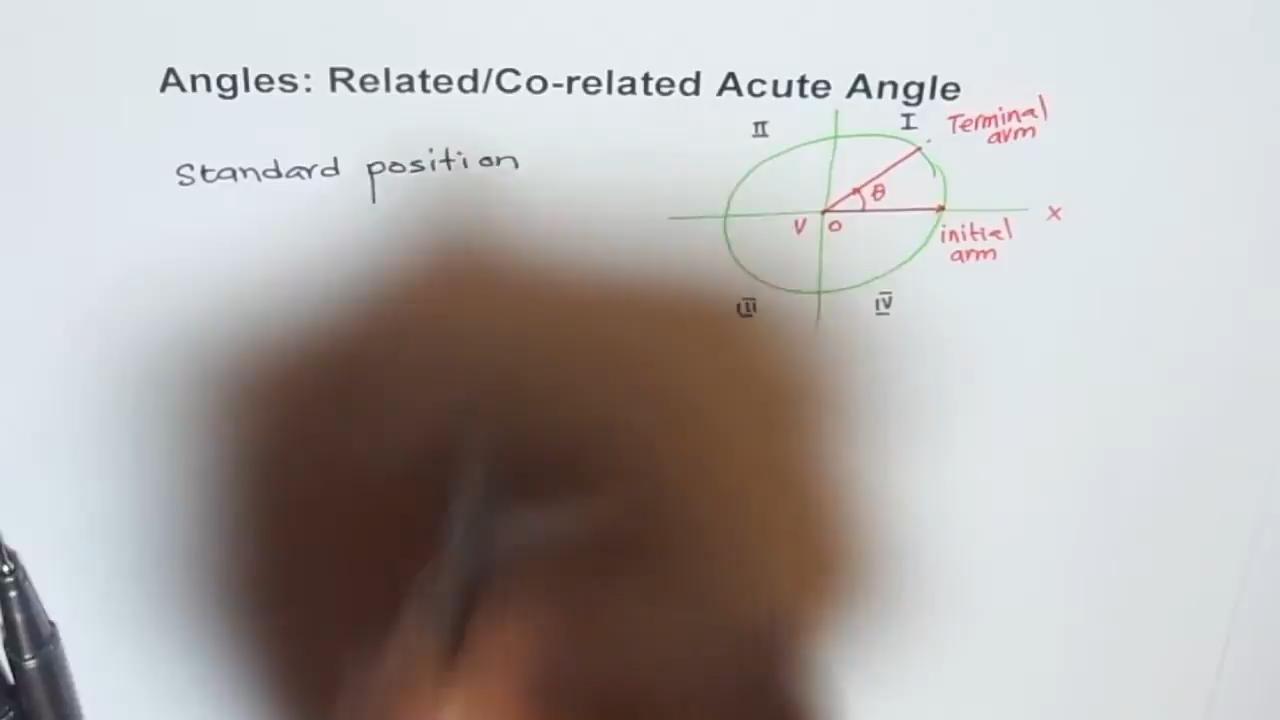 Angles: Related/Co-related Acute Angle
Standard position
II
I
Terminal
arm
θ
V
O
x
initial
arm
III
IV